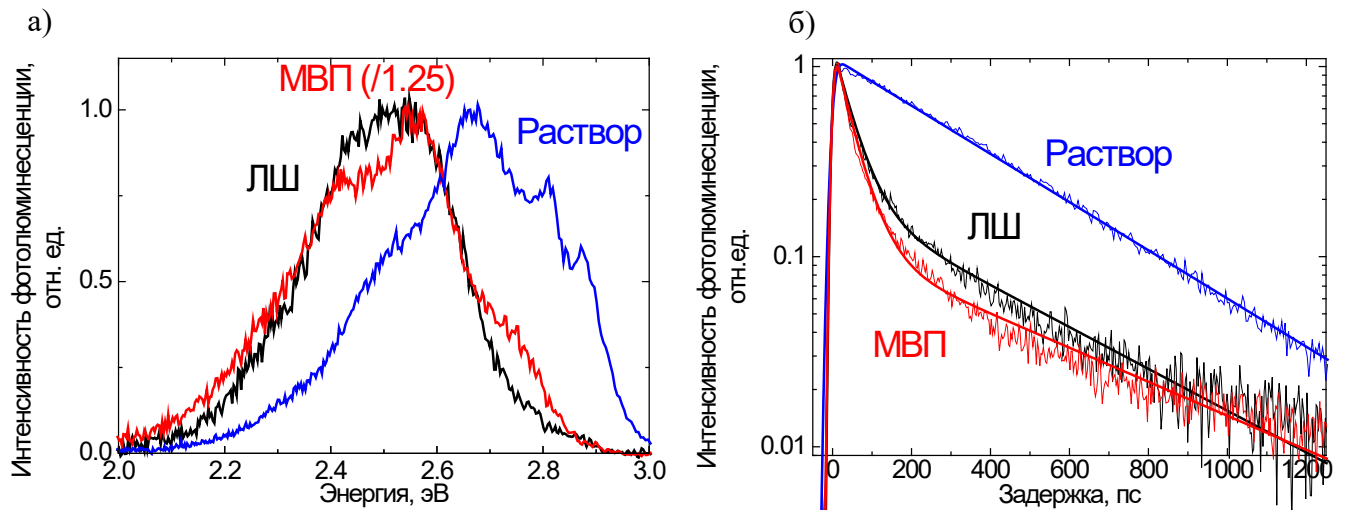 а)
Интенсивность фотолюминесценции,
отн. ед.
1.0
0.5
0.0
МВП (/1.25)
ЛШ
Раствор
2.0 2.2 2.4 2.6 2.8 3.0
Энергия, эВ
б)
Интенсивность фотолюминесценции,
отн.ед.
1
0.1
0.01
Раствор
ЛШ
МВП
0 200 400 600 800 1000 1200
Задержка, пс